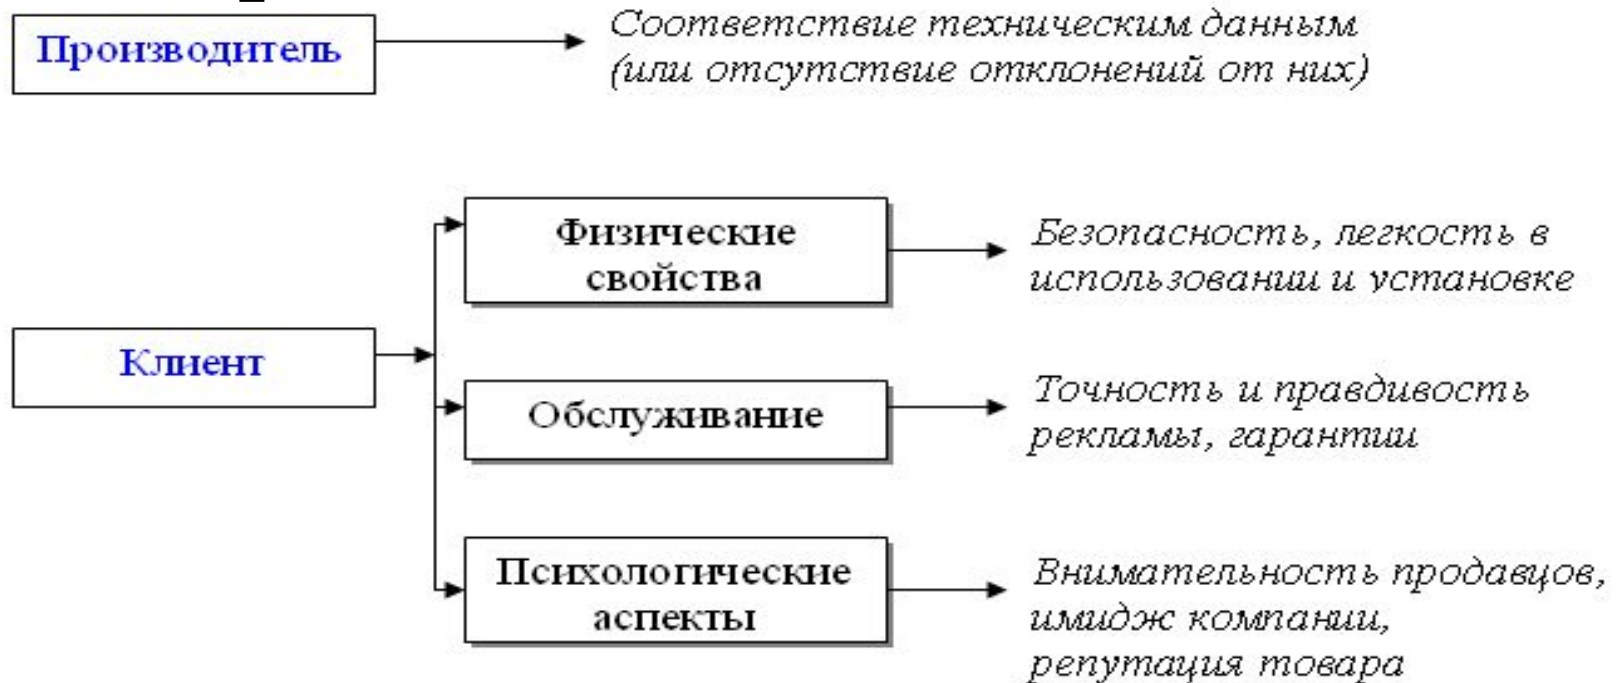 Производитель
Соответствие техническим данным
(или отсутствие отклонений от них)
Физические
свойства
Безопасность, легкость в
использовании и установке
Клиент
Обслуживание
Точность и правдивость
рекламы, гарантии
Психологические
аспекты
Внимательность продавцов,
имидж компании,
репутация товара